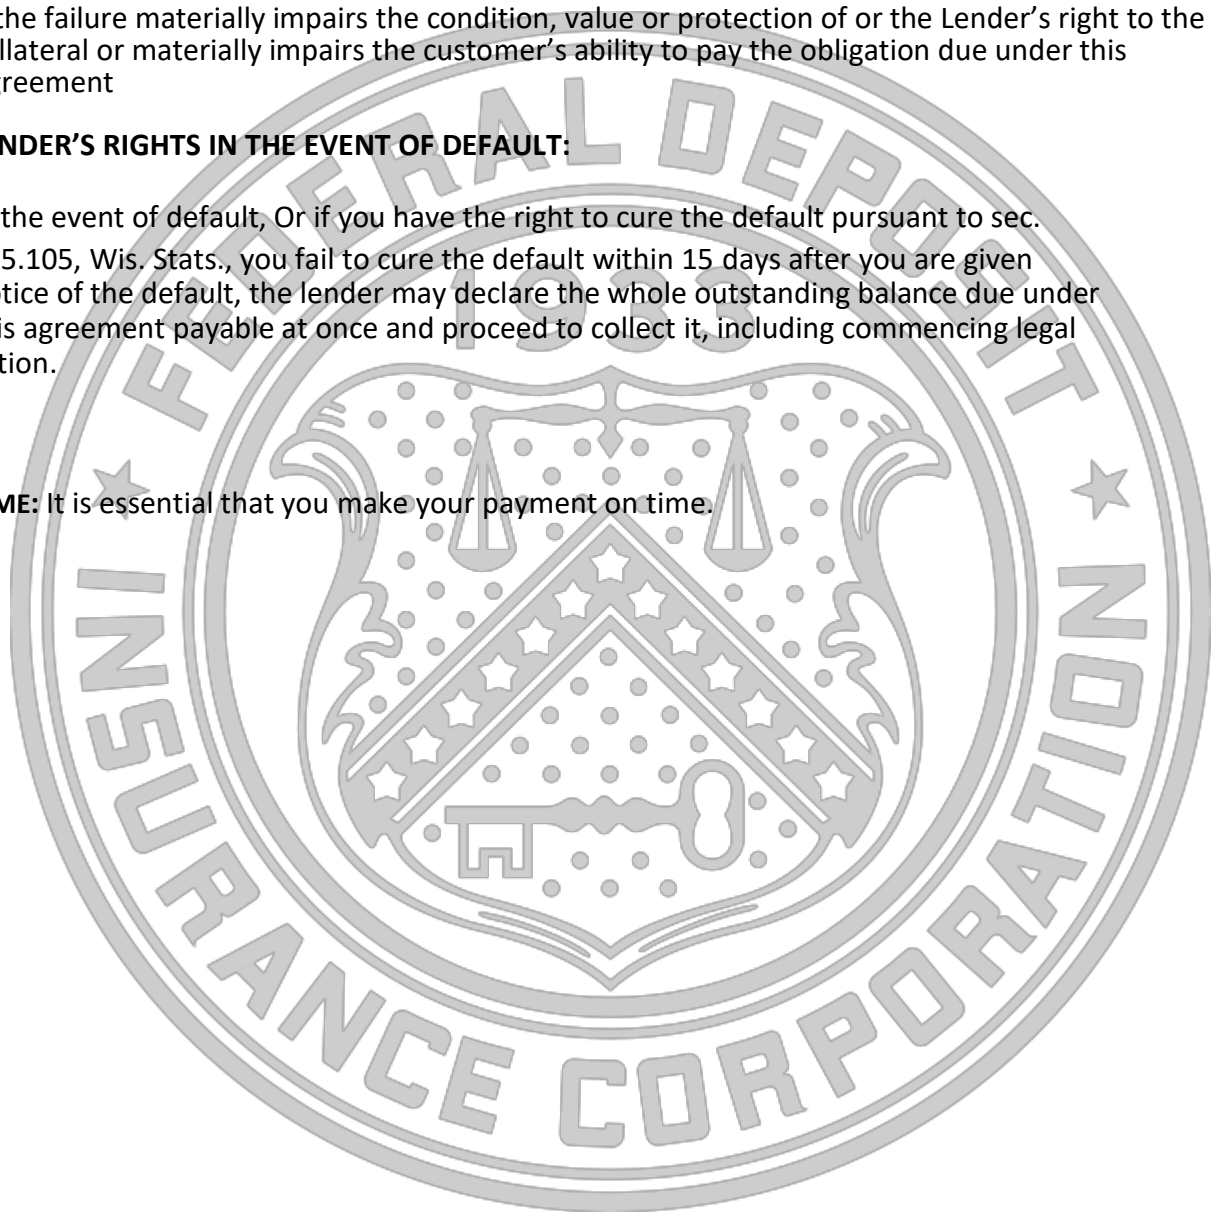 the failure materially impairs the condition, value or protection of or the Lender’s right to the
llateral or materially impairs the customer’s ability to pay the obligation due under this
greement
NDER’S RIGHTS IN THE EVENT OF DEFAULT:
the event of default, Or if you have the right to cure the default pursuant to sec.
5.105, Wis. Stats., you fail to cure the default within 15 days after you are given
otice of the default, the lender may declare the whole outstanding balance due under
is agreement payable at once and proceed to collect it, including commencing legal
tion.
ME: It is essential that you make your payment on time.
FEDERAL DEPOSIT
INSURANCE CORPORATION
1933